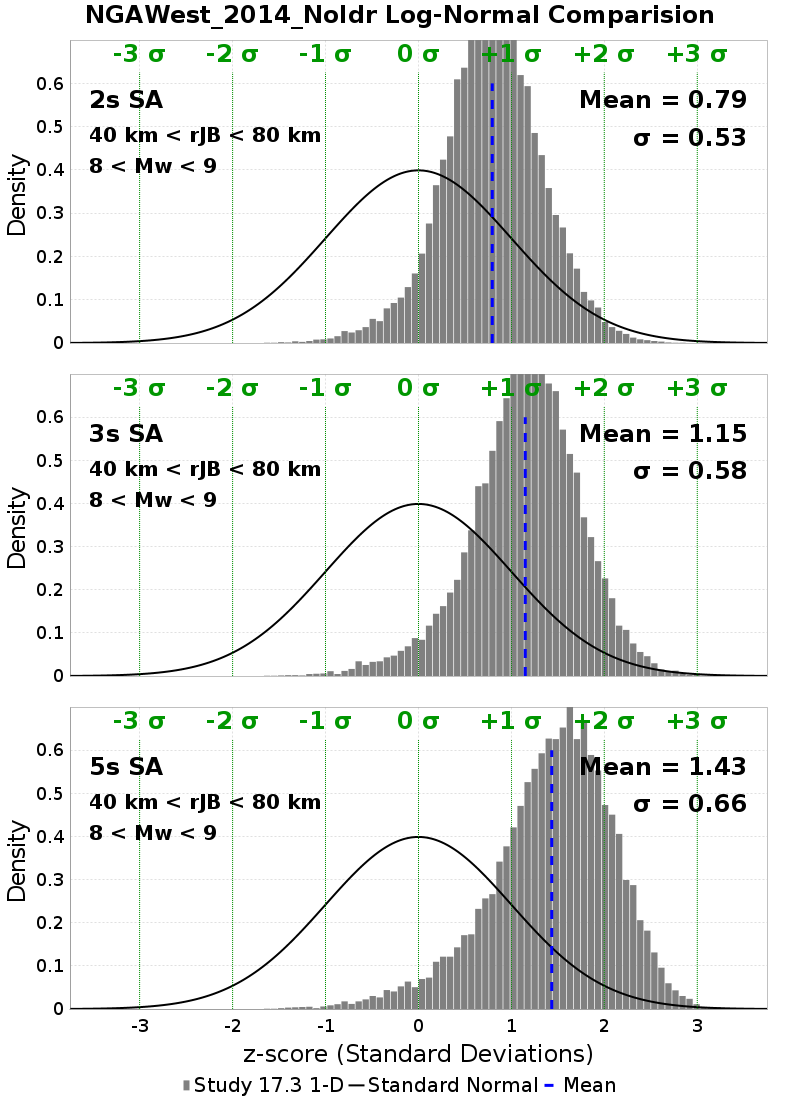 NGAWest_2014_NoIdr Log-Normal Comparision
-3 σ -2 σ -1 σ 0 σ +1 σ +2 σ +3 σ
2s SA Mean = 0.79
40 km < rJB < 80 km σ = 0.53
8 < Mw < 9
Density
0.6
0.5
0.4
0.3
0.2
0.1
0
-3 σ -2 σ -1 σ 0 σ +1 σ +2 σ +3 σ
3s SA Mean = 1.15
40 km < rJB < 80 km σ = 0.58
8 < Mw < 9
Density
0.6
0.5
0.4
0.3
0.2
0.1
0
-3 σ -2 σ -1 σ 0 σ +1 σ +2 σ +3 σ
5s SA Mean = 1.43
40 km < rJB < 80 km σ = 0.66
8 < Mw < 9
Density
0.6
0.5
0.4
0.3
0.2
0.1
0
-3 -2 -1 0 1 2 3
z-score (Standard Deviations)
Study 17.3 1-D Standard Normal Mean